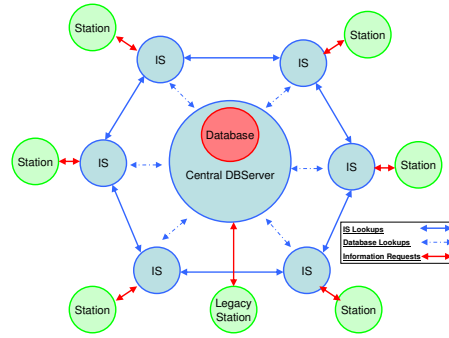 Station
Station
IS
IS
Database
Station
IS
Central DBServer
IS
Station
IS Lookups
Database Lookups
Information Requests
IS
IS
Station
Legacy
Station
Station